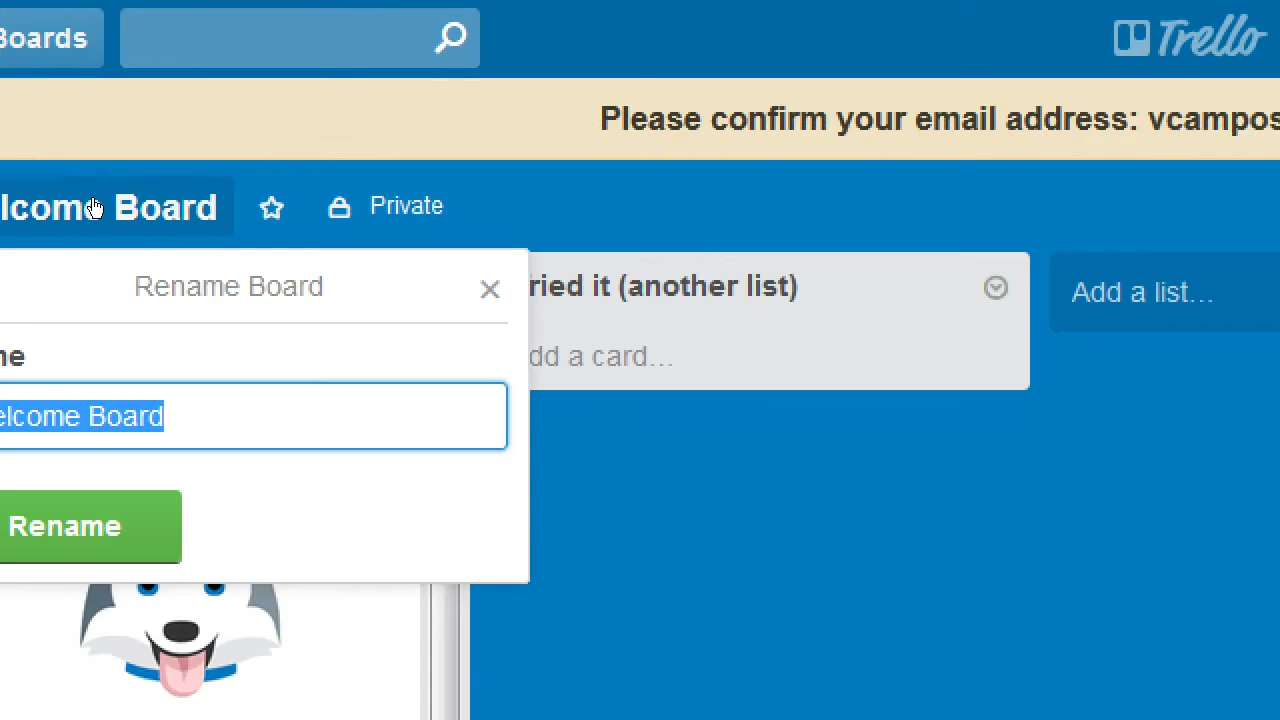 Boards
Trello
Please confirm your email address: vcampos
lcome Board
Private
Rename Board
ried it (another list)
Add a list...
me
dd a card...
elcome Board
Rename